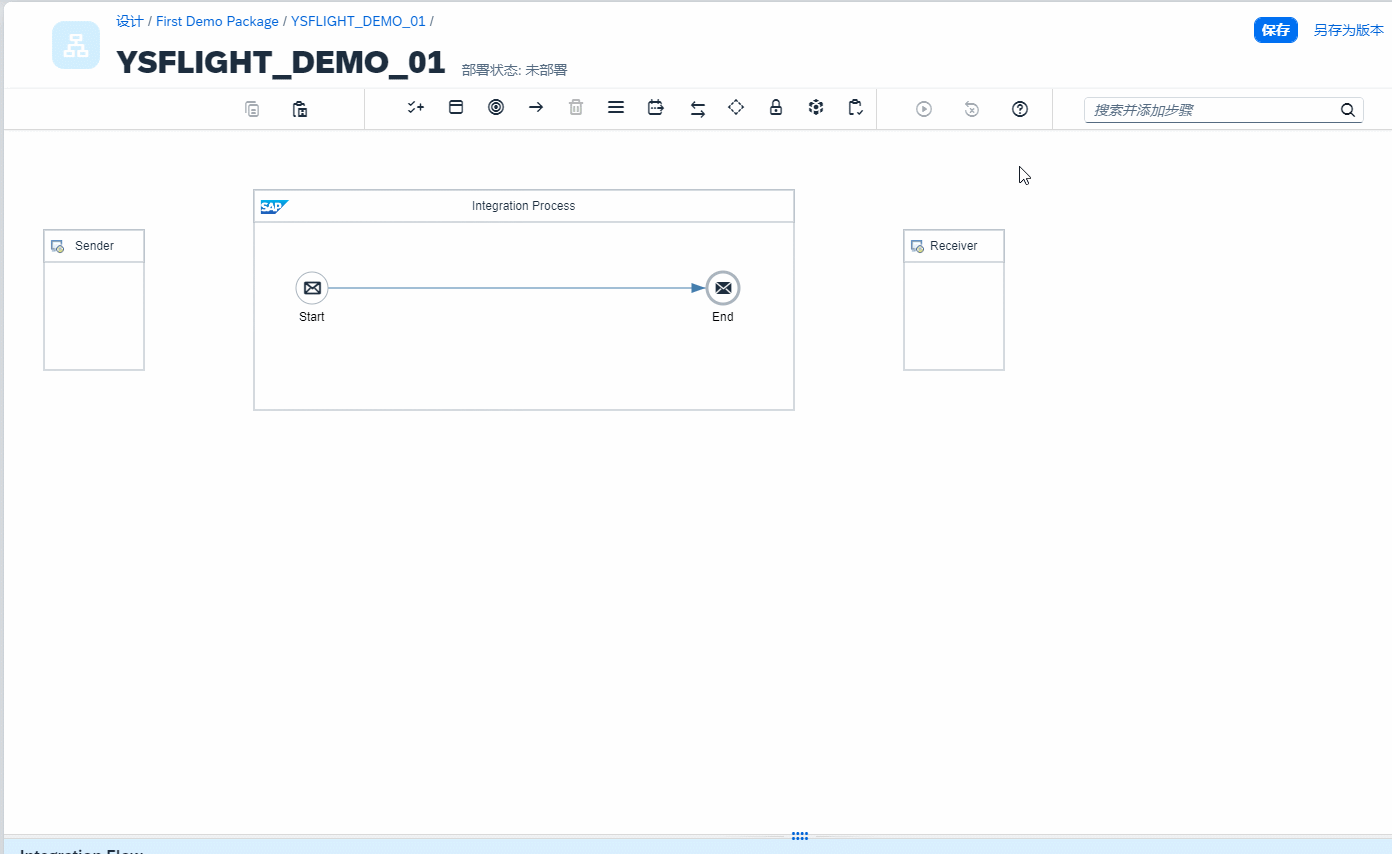 设计 / First Demo Package / YSFLIGHT_DEMO_01 /
YSFLIGHT_DEMO_01 部署状态: 未部署
保存 另存为版本
搜索并添加步骤
SAP Integration Process
Sender
Receiver
Start
End
Integration Flow